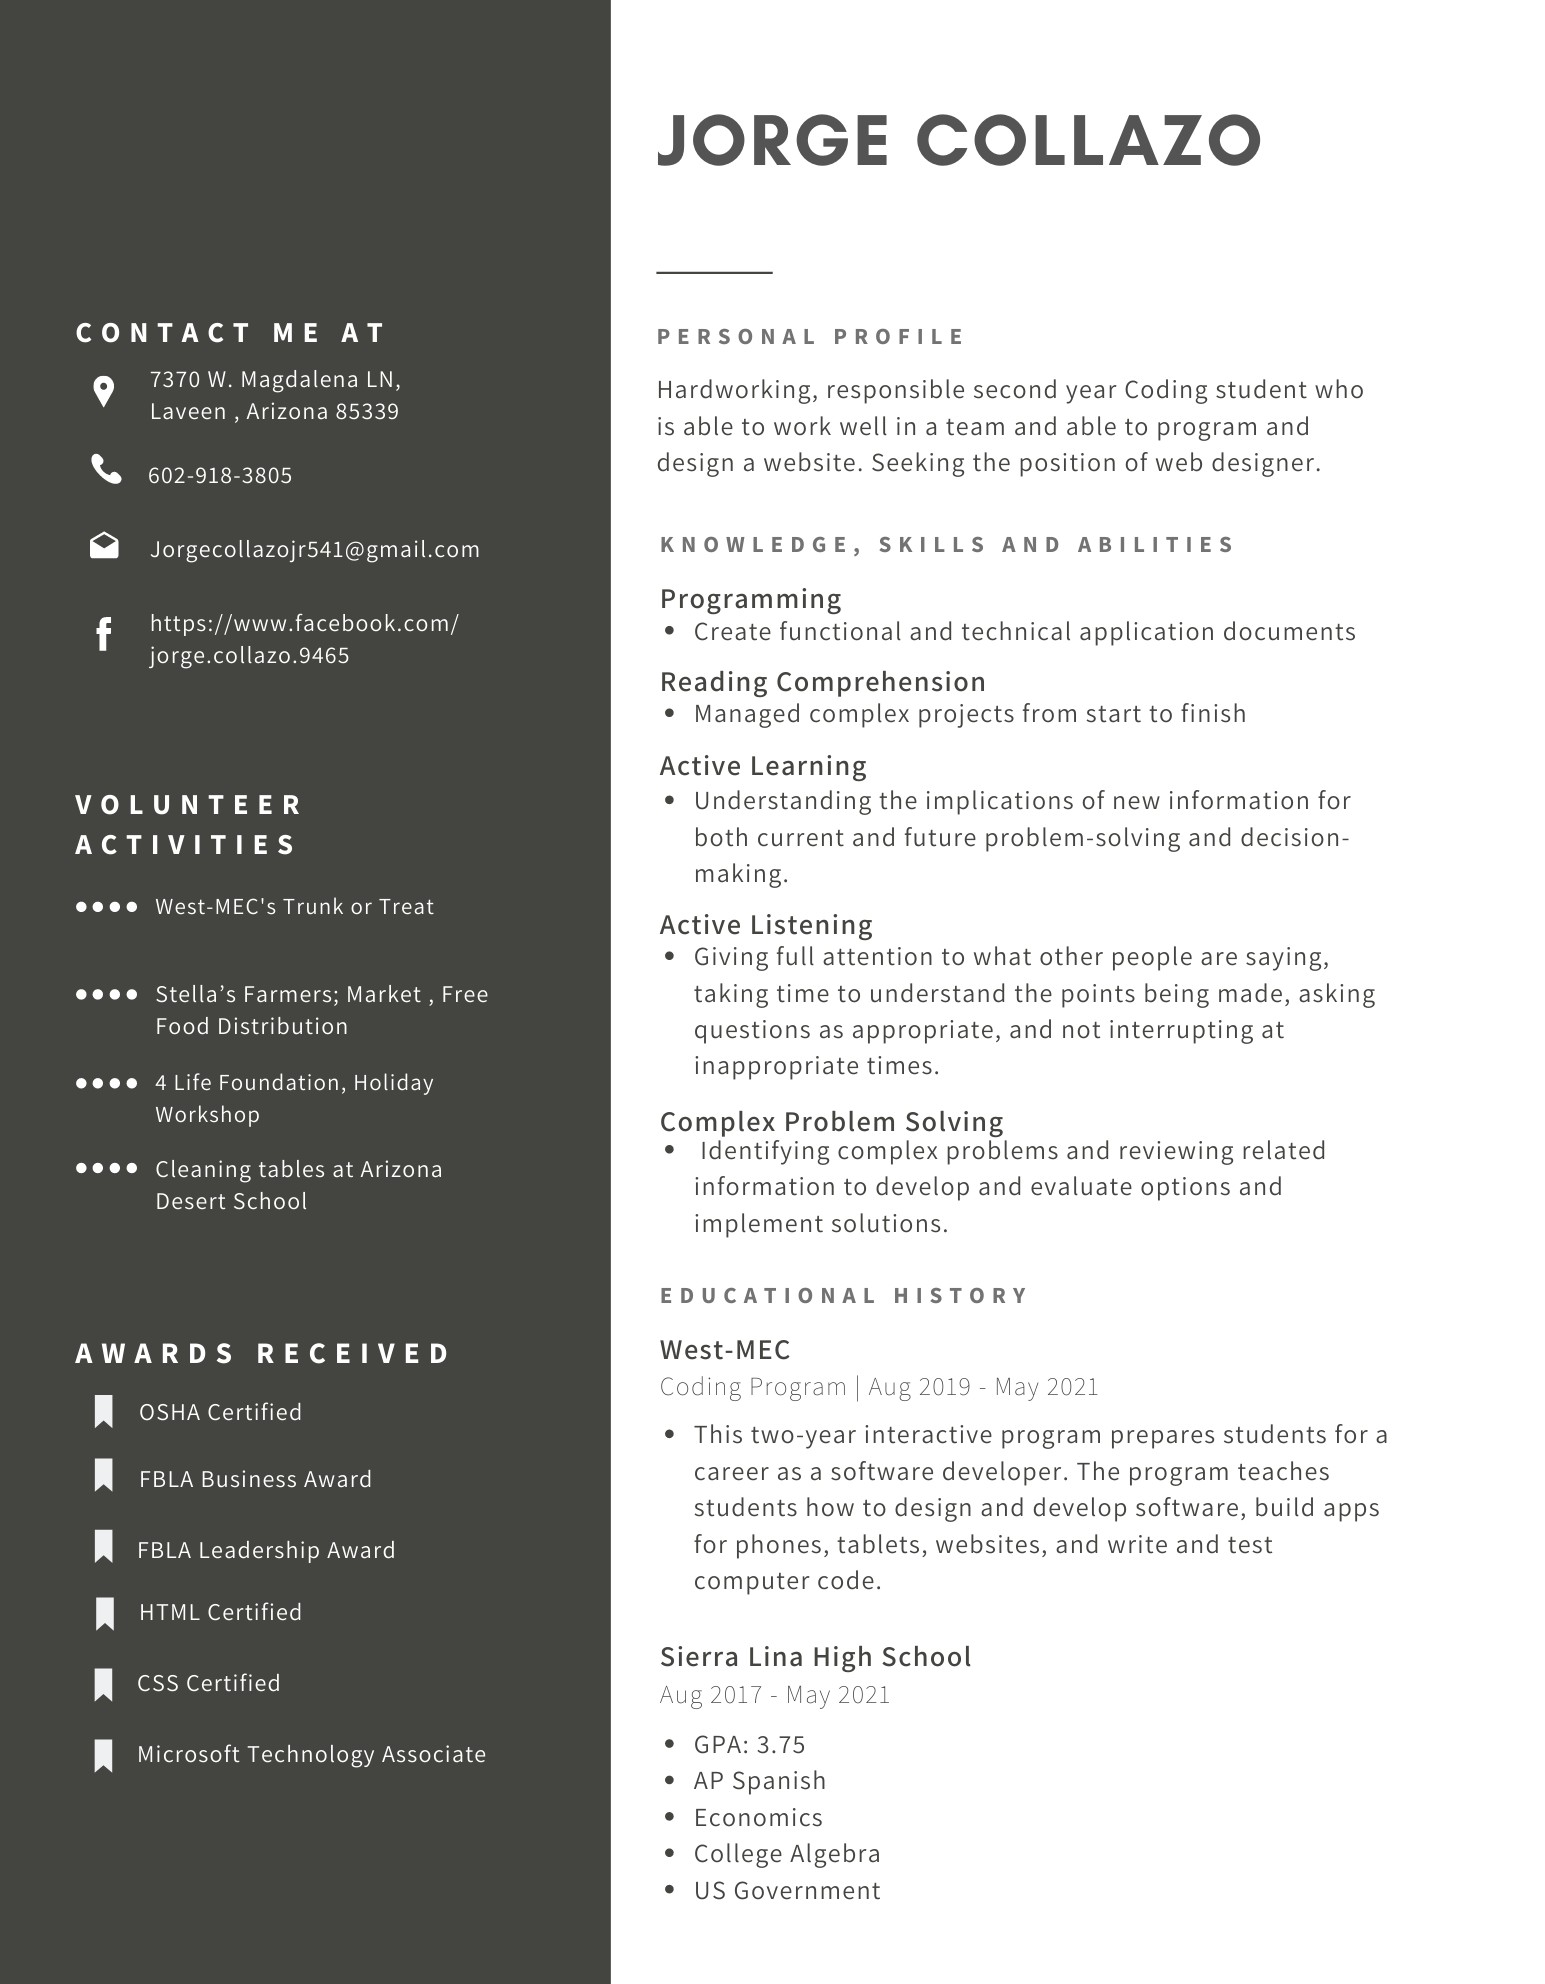 JORGE COLLAZO
CONTACT ME AT
7370 W. Magdalena LN,
Laveen , Arizona 85339
602-918-3805
Jorgecollazojr541@gmail.com
https://www.facebook.com/
jorge.collazo.9465
VOLUNTEER
ACTIVITIES
West-MEC's Trunk or Treat
Stella’s Farmers; Market , Free
Food Distribution
4 Life Foundation, Holiday
Workshop
Cleaning tables at Arizona
Desert School
AWARDS RECEIVED
OSHA Certified
FBLA Business Award
FBLA Leadership Award
HTML Certified
CSS Certified
Microsoft Technology Associate
PERSONAL PROFILE
Hardworking, responsible second year Coding student who
is able to work well in a team and able to program and
design a website. Seeking the position of web designer.
KNOWLEDGE, SKILLS AND ABILITIES
Programming
• Create functional and technical application documents
Reading Comprehension
• Managed complex projects from start to finish
Active Learning
• Understanding the implications of new information for
both current and future problem-solving and decision-
making.
Active Listening
• Giving full attention to what other people are saying,
taking time to understand the points being made, asking
questions as appropriate, and not interrupting at
inappropriate times.
Complex Problem Solving
• Identifying complex problems and reviewing related
information to develop and evaluate options and
implement solutions.
EDUCATIONAL HISTORY
West-MEC
Coding Program | Aug 2019 - May 2021
• This two-year interactive program prepares students for a
career as a software developer. The program teaches
students how to design and develop software, build apps
for phones, tablets, websites, and write and test
computer code.
Sierra Lina High School
Aug 2017 - May 2021
• GPA: 3.75
• AP Spanish
• Economics
• College Algebra
• US Government